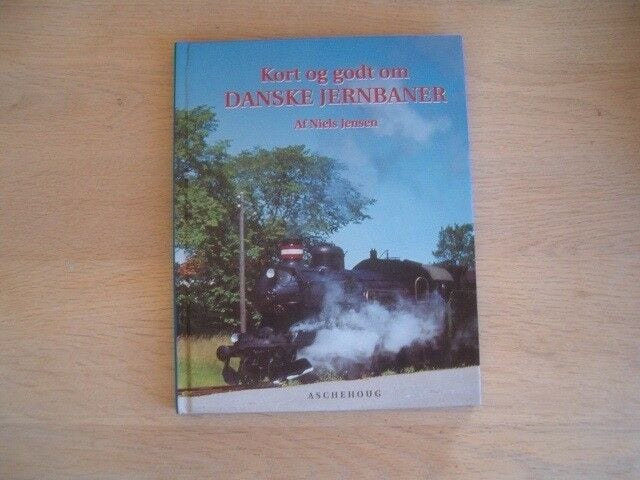 Kort og godt om
DANSKE JERNBANER
Af Niels Jensen
ASCHEHOUG